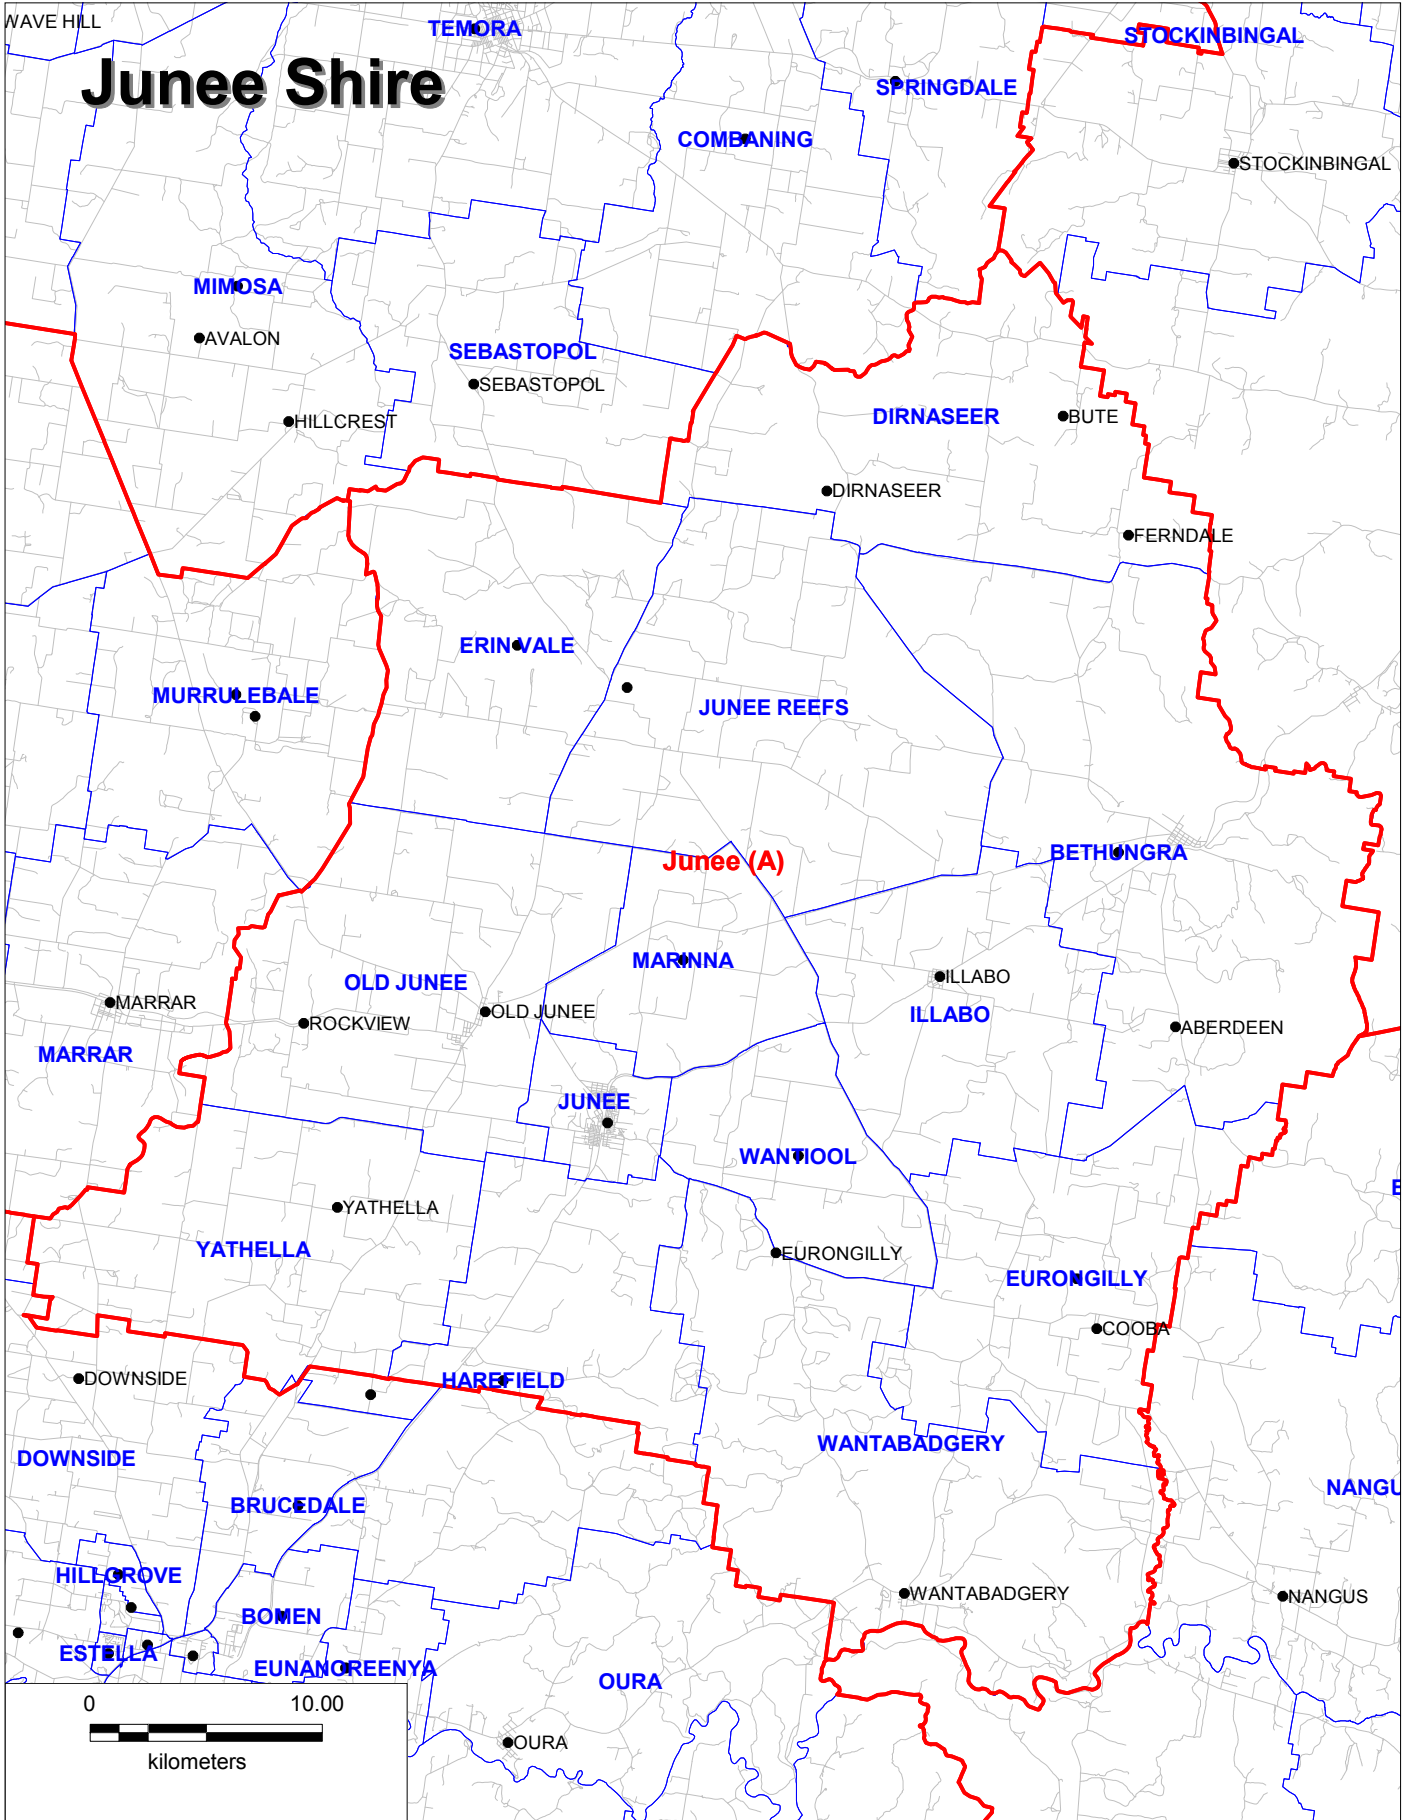 WAVE HILL
TEMORA
STOCKINBINGAL
Junee Shire
SPRINGDALE
COMBANING
STOCKINBINGAL
MIMOSA
AVALON
SEBASTOPOL
SEBASTOPOL
HILLCREST
DIRNASEER
BUTE
DIRNASEER
FERNDALE
ERIN VALE
MURRULEBALE
JUNEE REEFS
Junee (A)
BETHUNGRA
MARINNA
OLD JUNEE
ILLABO
MARRAR
OLD JUNEE
ROCKVIEW
ILLABO
ABERDEEN
MARRAR
JUNEE
WANTIOOL
E
YATHELLA
YATHELLA
EURONGILLY
EURONGILLY
COOBA
DOWNSIDE
HAREFIELD
WANTABADGERY
DOWNSIDE
NANGU
BRUCEDALE
HILLGROVE
WANTABADGERY
NANGUS
BOMEN
ESTELLA
EUNANOREENYA
OURA
0 10.00
kilometers
OURA